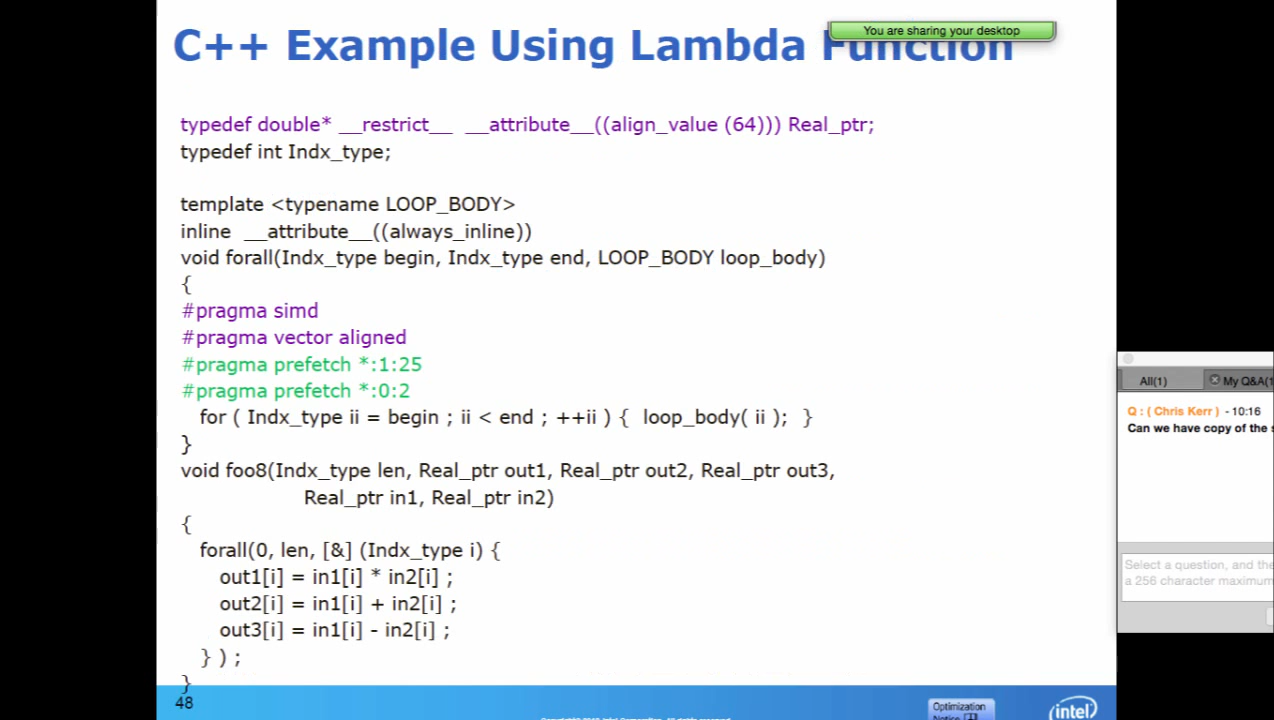 C++ Example Using Lambda Function
You are sharing your desktop
typedef double* __restrict__ __attribute__((align_value (64))) Real_ptr;
typedef int Indx_type;
template <typename LOOP_BODY>
inline __attribute__((always_inline))
void forall(Indx_type begin, Indx_type end, LOOP_BODY loop_body)
{
#pragma simd
#pragma vector aligned
#pragma prefetch *:1:25
#pragma prefetch *:0:2
for ( Indx_type ii = begin ; ii < end ; ++ii ) { loop_body( ii ); }
}
void foo8(Indx_type len, Real_ptr out1, Real_ptr out2, Real_ptr out3,
Real_ptr in1, Real_ptr in2)
{
forall(0, len, [&] (Indx_type i) {
out1[i] = in1[i] * in2[i] ;
out2[i] = in1[i] + in2[i] ;
out3[i] = in1[i] - in2[i] ;
} ) ;
}
48
Optimization
Notice
intel
All(1)
My Q&A(1
Q : ( Chris Kerr ) - 10:16
Can we have copy of the
Select a question, and the
a 256 character maximum